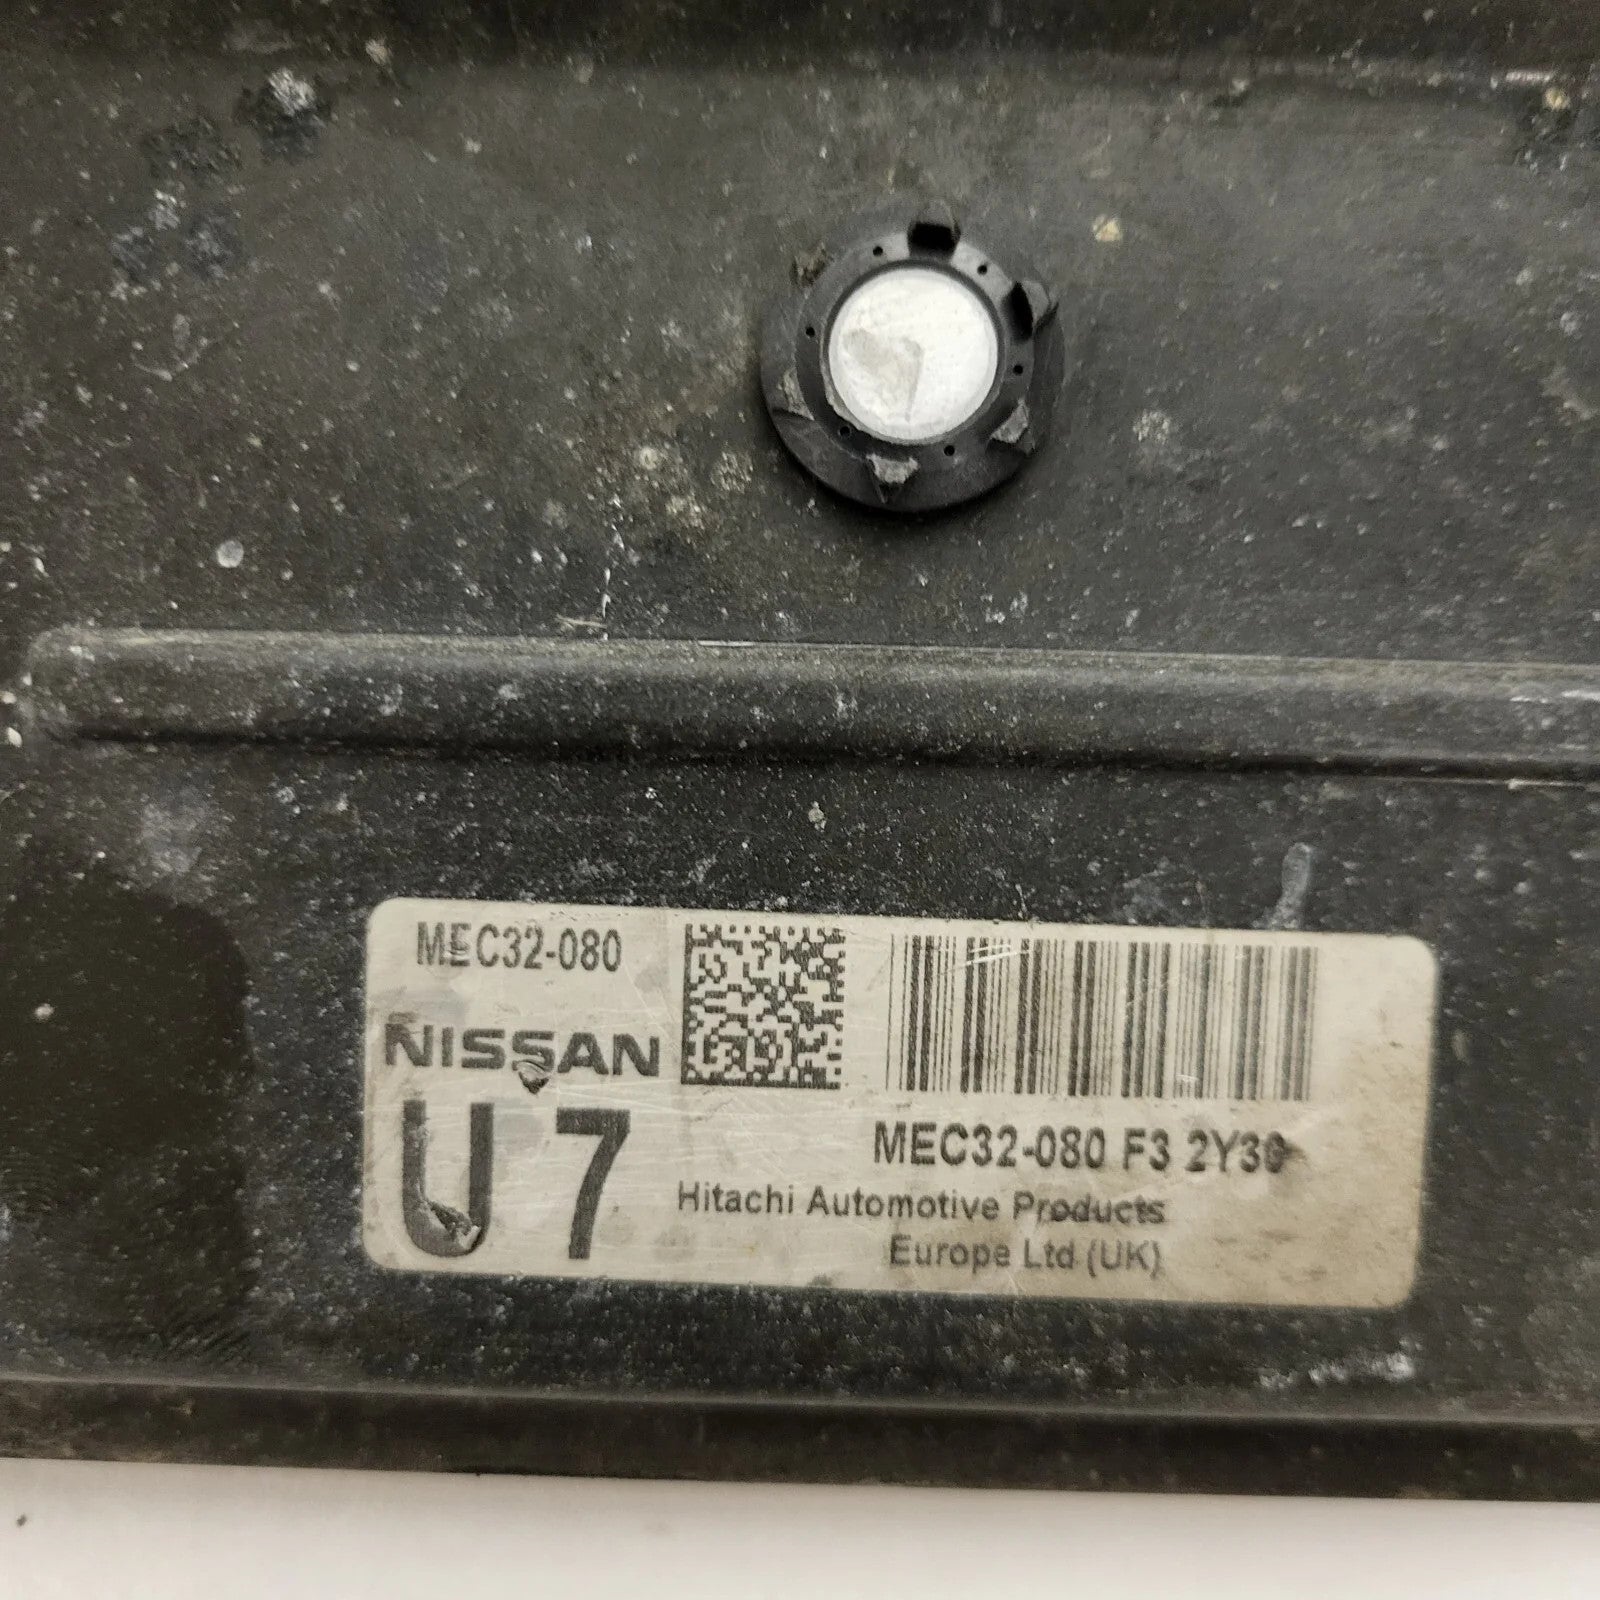 MEC32-080
NISSAN
U7
MEC32-080 F3 2Y30
Hitachi Automotive Products
Europe Ltd (UK)